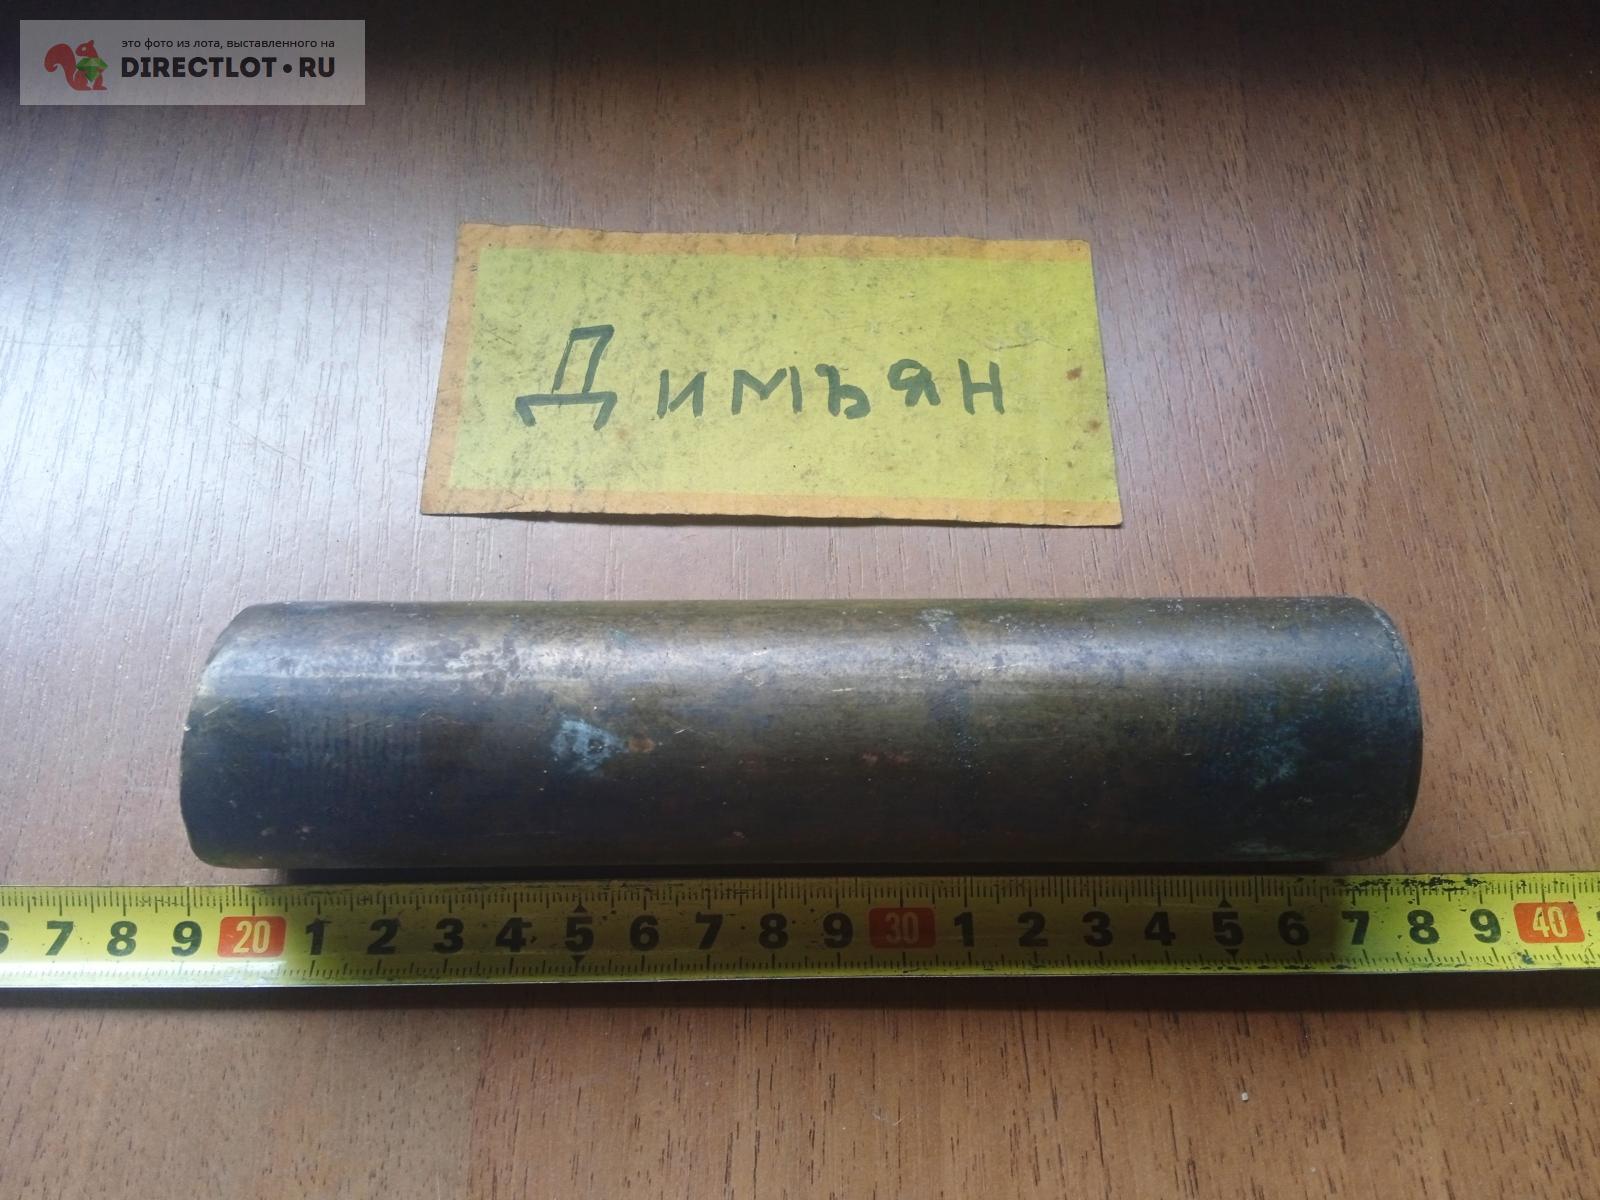 это фото из лота, выставленного на
DIRECTLOT•RU
Димъян
6 7 8 9 20 1 2 3 4 5 6 7 8 9 30 1 2 3 4 5 6 7 8 9 40 1